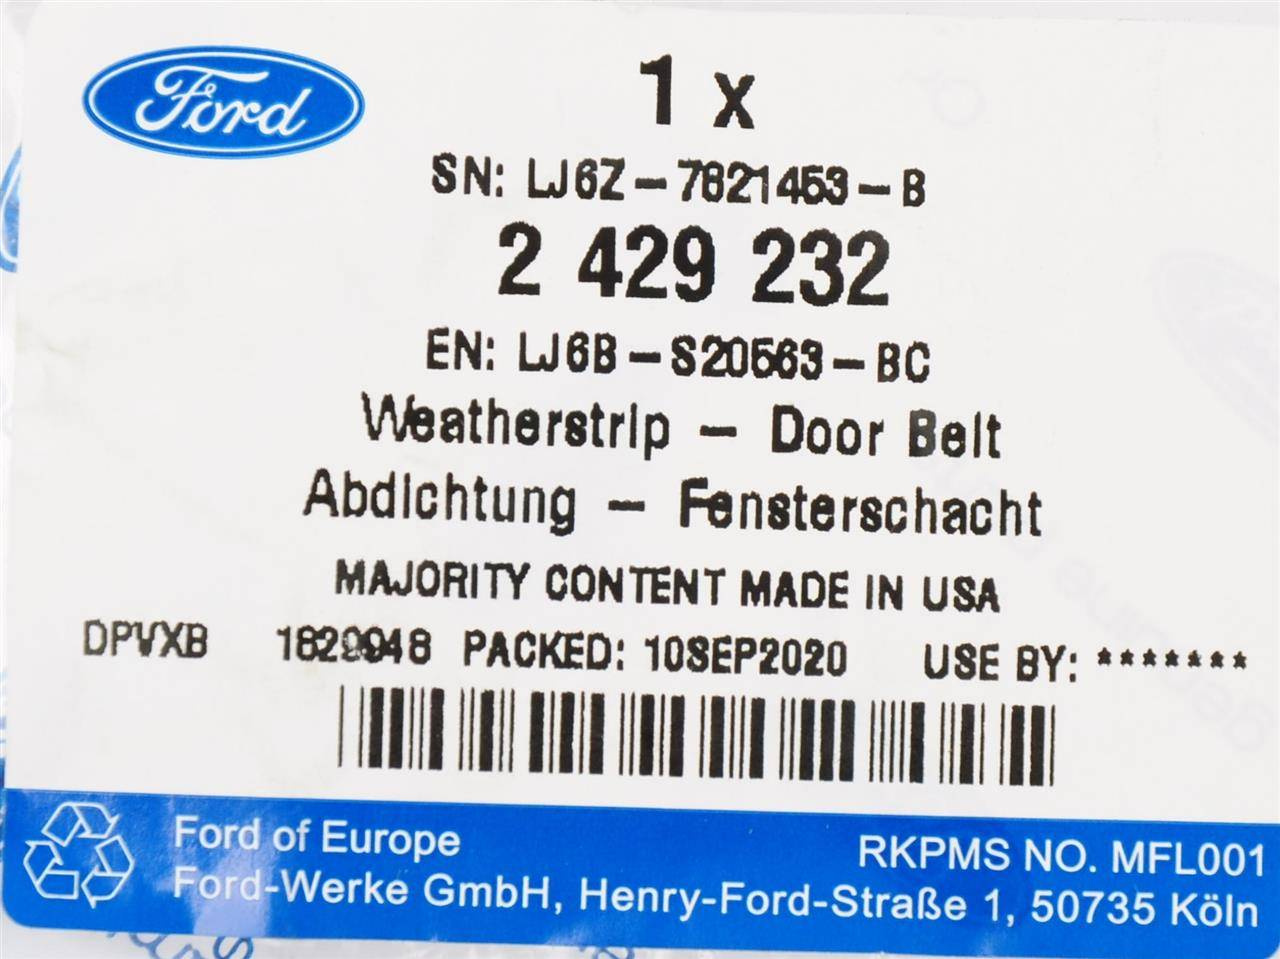 Ford
1 x
SN: LJ6Z-7821453-B
2 429 232
EN: LJ6B-S20563-BC
Weatherstrip - Door Belt
Abdichtung - Fensterschacht
MAJORITY CONTENT MADE IN USA
DPVXB 1829948 PACKED: 10SEP2020 USE BY: *******
Ford of Europe
Ford-Werke GmbH, Henry-Ford-Straße 1, 50735 Köln
RKPMS NO. MFL001